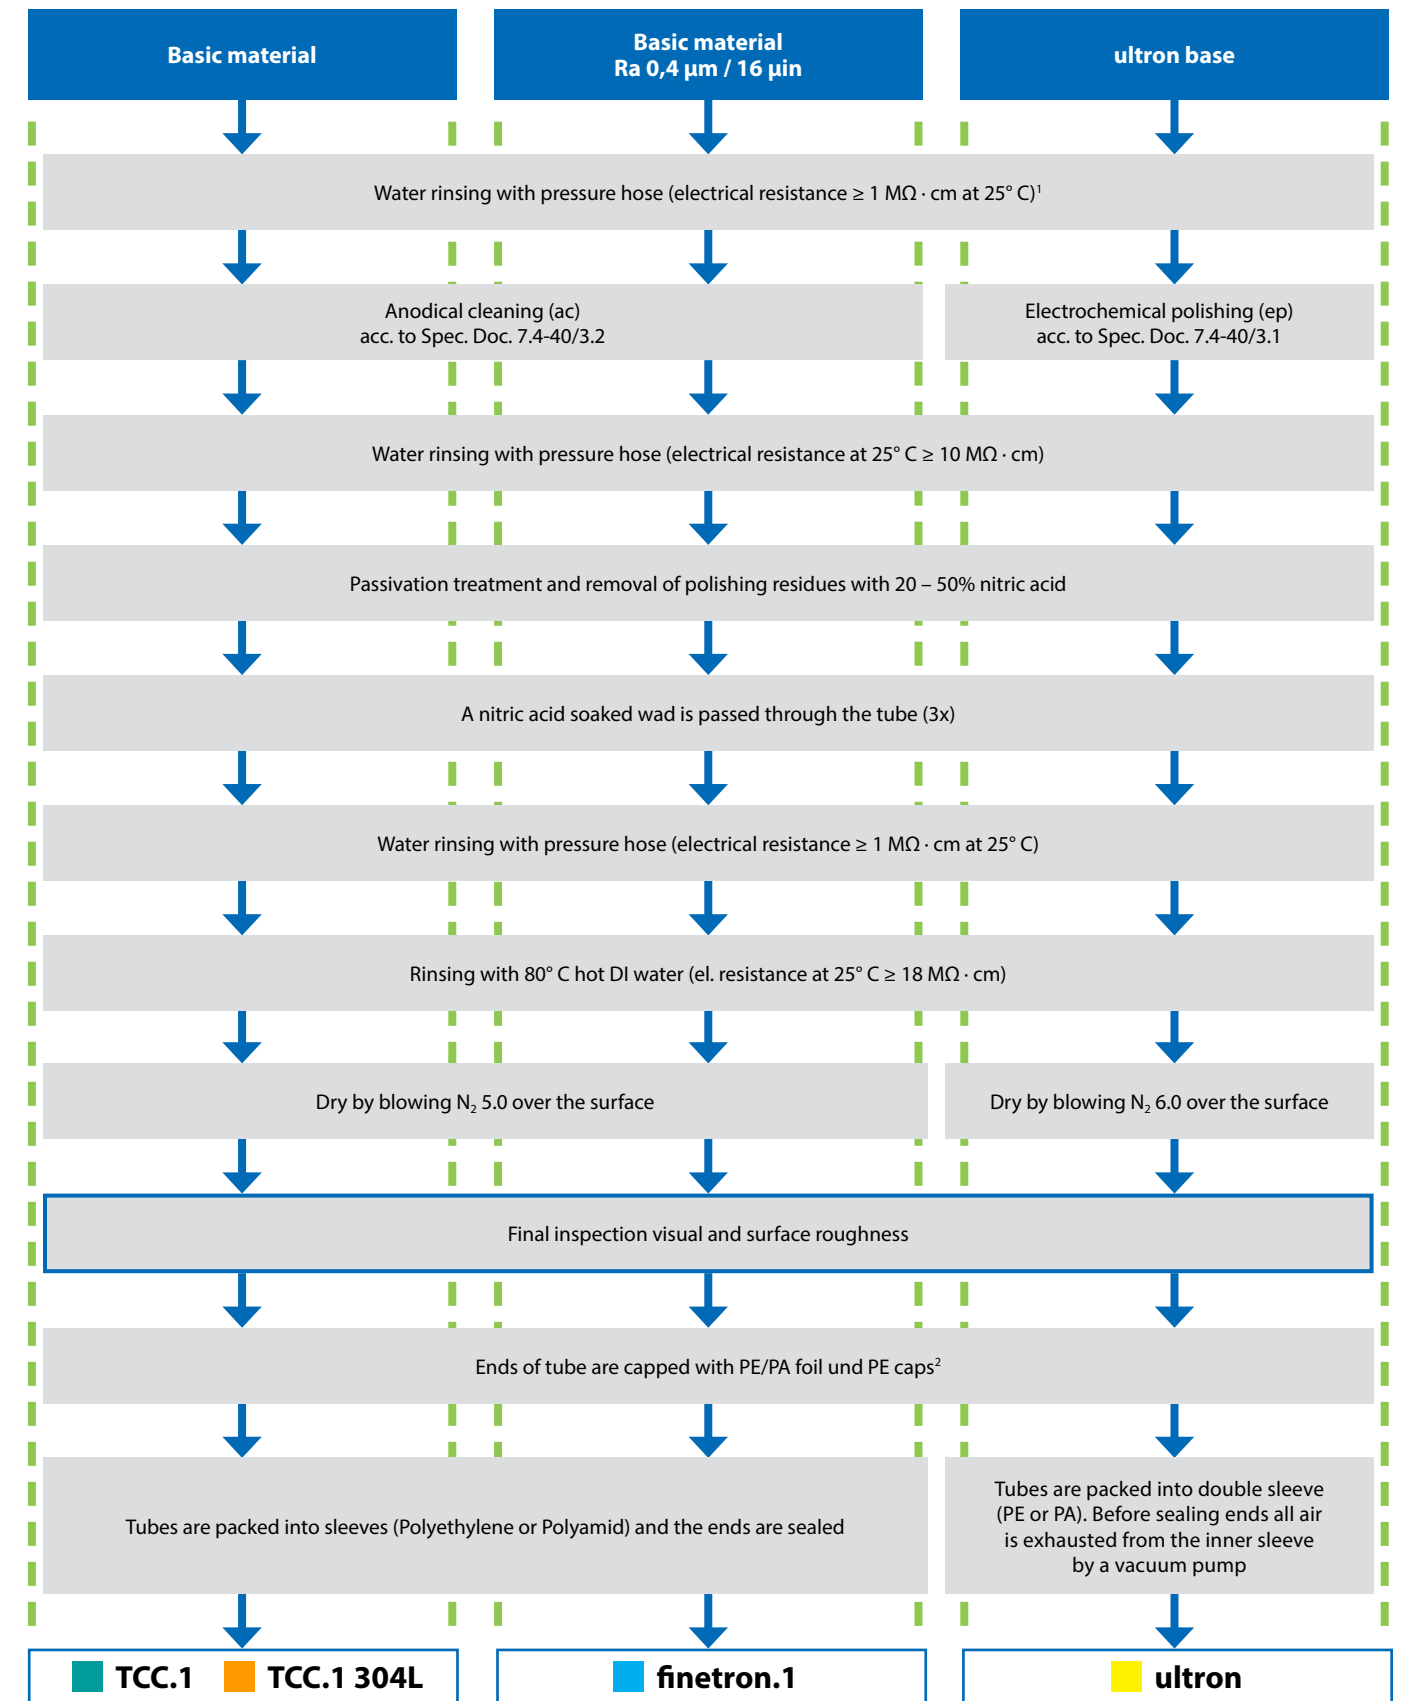 Basic material
Basic material
Ra 0,4 µm / 16 µin
ultron base
Water rinsing with pressure hose (electrical resistance ≥ 1 MΩ · cm at 25° C)¹
Anodical cleaning (ac)
acc. to Spec. Doc. 7.4-40/3.2
Electrochemical polishing (ep)
acc. to Spec. Doc. 7.4-40/3.1
Water rinsing with pressure hose (electrical resistance at 25° C ≥ 10 MΩ · cm)
Passivation treatment and removal of polishing residues with 20 – 50% nitric acid
A nitric acid soaked wad is passed through the tube (3x)
Water rinsing with pressure hose (electrical resistance ≥ 1 MΩ · cm at 25° C)
Rinsing with 80° C hot DI water (el. resistance at 25° C ≥ 18 MΩ · cm)
Dry by blowing N₂ 5.0 over the surface
Dry by blowing N₂ 6.0 over the surface
Final inspection visual and surface roughness
Ends of tube are capped with PE/PA foil und PE caps²
Tubes are packed into sleeves (Polyethylene or Polyamid) and the ends are sealed
Tubes are packed into double sleeve
(PE or PA). Before sealing ends all air
is exhausted from the inner sleeve
by a vacuum pump
TCC.1 TCC.1 304L
finetron.1
ultron